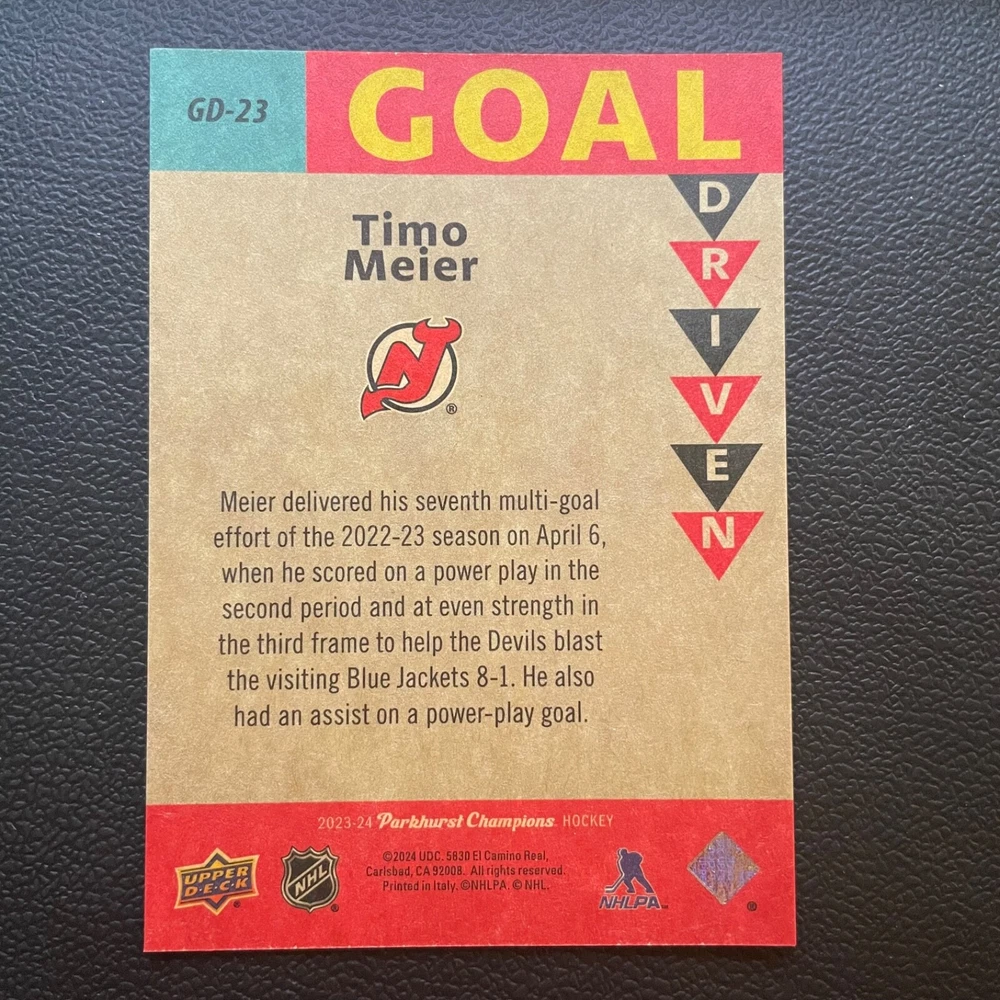 GD-23
GOAL
DRIVEN
Timo
Meier
NJ
®
Meier delivered his seventh multi-goal
effort of the 2022-23 season on April 6,
when he scored on a power play in the
second period and at even strength in
the third frame to help the Devils blast
the visiting Blue Jackets 8-1. He also
had an assist on a power-play goal.
2023-24 Parkhurst Champions. HOCKEY
©2024 UDC. 5830 El Camino Real,
Carlsbad, CA 92008. All rights reserved.
Printed in Italy. ©NHLPA. © NHL.
UPPER
D·E·C·K
®
NHL
®
NHLPA™
®